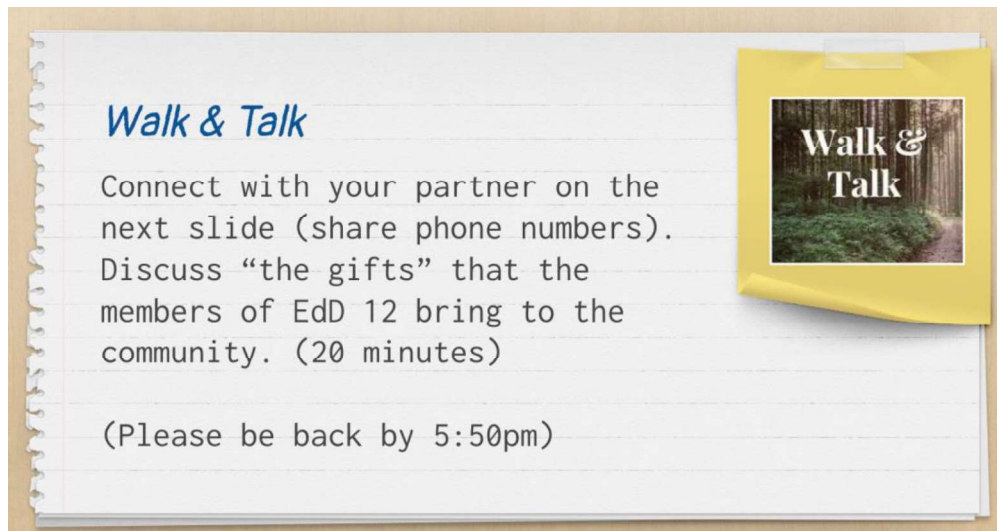 Walk & Talk
Connect with your partner on the
next slide (share phone numbers).
Discuss “the gifts” that the
members of EdD 12 bring to the
community. (20 minutes)
(Please be back by 5:50pm)
Walk &
Talk